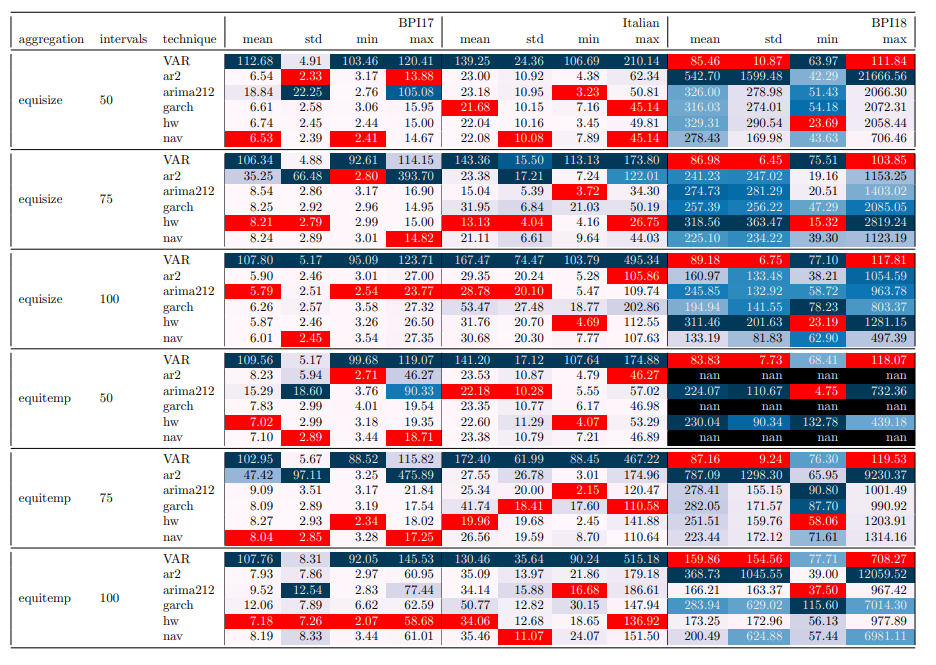 BPI17 Italian BPI18
aggregation intervals technique mean std min max mean std min max mean std min max
VAR 112.68 4.91 103.46 120.41 139.25 24.36 106.69 210.14 85.46 10.87 63.97 111.84
ar2 6.54 2.33 3.17 13.88 23.00 10.92 4.38 62.34 542.70 1599.48 42.29 21666.56
arima212 18.84 22.25 2.76 105.08 23.18 10.95 3.23 50.81 326.00 278.98 51.43 2066.30
equisize 50
garch 6.61 2.58 3.06 15.95 21.68 10.15 7.16 45.14 316.03 274.01 54.18 2072.31
hw 6.74 2.45 2.44 15.00 22.04 10.16 3.45 49.81 329.31 290.54 23.69 2058.44
nav 6.53 2.39 2.41 14.67 22.08 10.08 7.89 45.14 278.43 169.98 43.63 706.46
VAR 106.34 4.88 92.61 114.15 143.36 15.50 113.13 173.80 86.98 6.45 75.51 103.85
ar2 35.25 66.48 2.80 393.70 23.38 17.21 7.24 122.01 241.23 247.02 19.16 1153.25
arima212 8.54 2.86 3.17 16.90 15.04 5.39 3.72 34.30 274.73 281.29 20.51 1403.02
equisize 75
garch 8.25 2.92 2.96 14.95 31.95 6.84 21.03 50.19 257.39 256.22 47.29 2085.05
hw 8.21 2.79 2.99 15.00 13.13 4.04 4.16 26.75 318.56 363.47 15.32 2819.24
nav 8.24 2.89 3.01 14.82 21.11 6.61 9.64 44.03 225.10 234.22 39.30 1123.19
VAR 107.80 5.17 95.09 123.71 167.47 74.47 103.79 495.34 89.18 6.75 77.10 117.81
ar2 5.90 2.46 3.01 27.00 29.35 20.24 5.28 105.86 160.97 133.48 38.21 1054.59
arima212 5.79 2.51 2.54 23.77 28.78 20.10 5.47 109.74 245.85 132.92 58.72 963.78
equisize 100
garch 6.26 2.57 3.58 27.32 53.47 27.48 18.77 202.86 194.94 141.55 78.23 803.37
hw 5.87 2.46 3.26 26.50 31.76 20.70 4.69 112.55 311.46 201.63 23.19 1281.15
nav 6.01 2.45 3.54 27.35 30.68 20.30 7.77 107.63 133.19 81.83 62.90 497.39
VAR 109.56 5.17 99.68 119.07 141.20 17.12 107.64 174.88 83.83 7.73 68.41 118.07
ar2 8.23 5.94 2.71 46.27 23.53 10.87 4.79 46.27 nan nan nan nan
arima212 15.29 18.60 3.76 90.33 22.18 10.28 5.55 57.02 224.07 110.67 4.75 732.36
equitemp 50
garch 7.83 2.99 4.01 19.54 23.35 10.77 6.17 46.98 nan nan nan nan
hw 7.02 2.99 3.18 19.35 22.60 11.29 4.07 53.29 230.04 90.34 132.78 439.18
nav 7.10 2.89 3.44 18.71 23.38 10.79 7.21 46.89 nan nan nan nan
VAR 102.95 5.67 88.52 115.82 172.40 61.99 88.45 467.22 87.16 9.24 76.30 119.53
ar2 47.42 97.11 3.25 475.89 27.55 26.78 3.01 174.96 787.09 1298.30 65.95 9230.37
arima212 9.09 3.51 3.17 21.84 25.34 20.00 2.15 120.47 278.41 155.15 90.80 1001.49
equitemp 75
garch 8.09 2.89 3.19 17.54 41.74 18.41 17.60 110.58 282.05 171.57 87.70 990.92
hw 8.27 2.93 2.34 18.02 19.96 19.68 2.45 141.88 251.51 159.76 58.06 1203.91
nav 8.04 2.85 3.28 17.25 26.56 19.59 8.70 110.64 223.44 172.12 71.61 1314.16
VAR 107.76 8.31 92.05 145.53 130.46 35.64 90.24 515.18 159.86 154.56 77.71 708.27
ar2 7.93 7.86 2.97 60.95 35.09 13.97 21.86 179.18 368.73 1045.55 39.00 12059.52
arima212 9.52 12.54 2.83 77.44 34.14 15.88 16.68 186.61 166.21 163.37 37.50 967.42
equitemp 100
garch 12.06 7.89 6.62 62.59 50.77 12.82 30.15 147.94 283.94 629.02 115.60 7014.30
hw 7.18 7.26 2.07 58.68 34.06 12.68 18.65 136.92 173.25 172.96 56.13 977.89
nav 8.19 8.33 3.44 61.01 35.46 11.07 24.07 151.50 200.49 624.88 57.44 6981.11